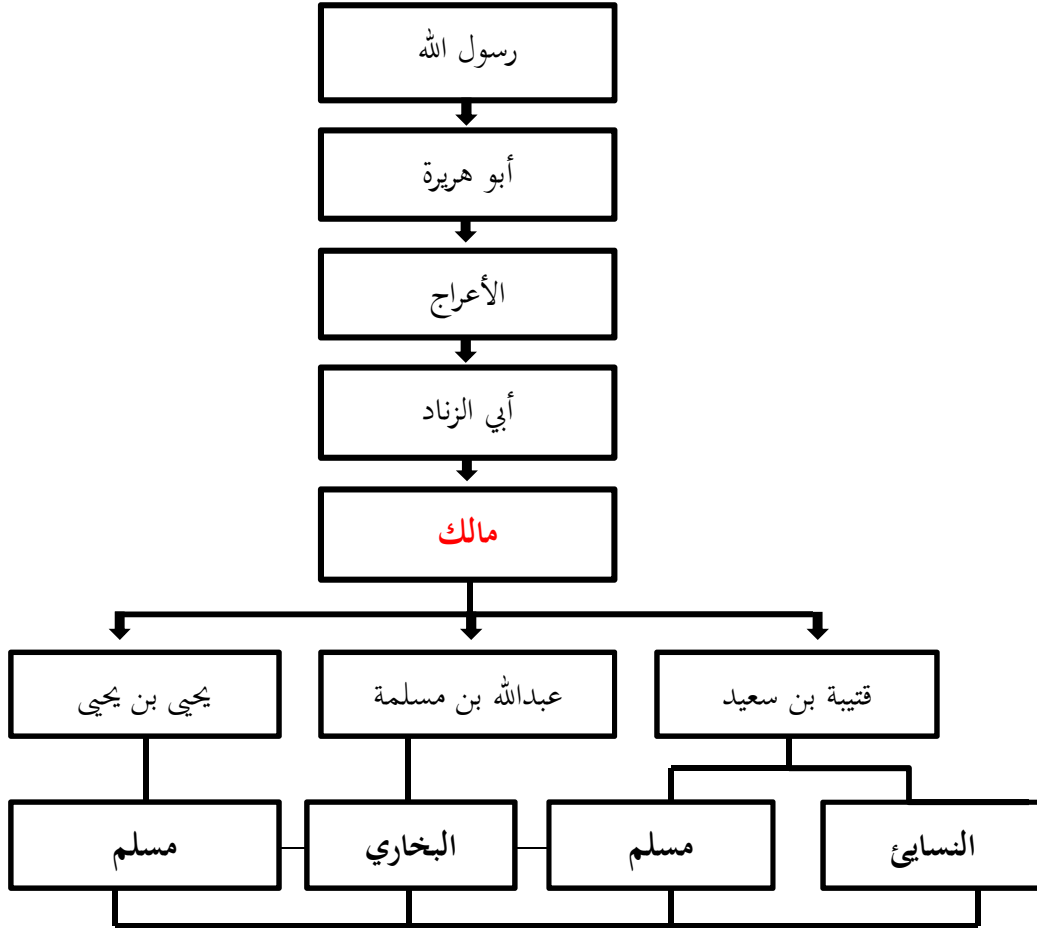 رسول الله
أبو هريرة
الأعراج
أبي الزناد
مالك
قتيبة بن سعيد
عبدالله بن مسلمة
يحيى بن يحيى
النسايئ
مسلم
البخاري
مسلم